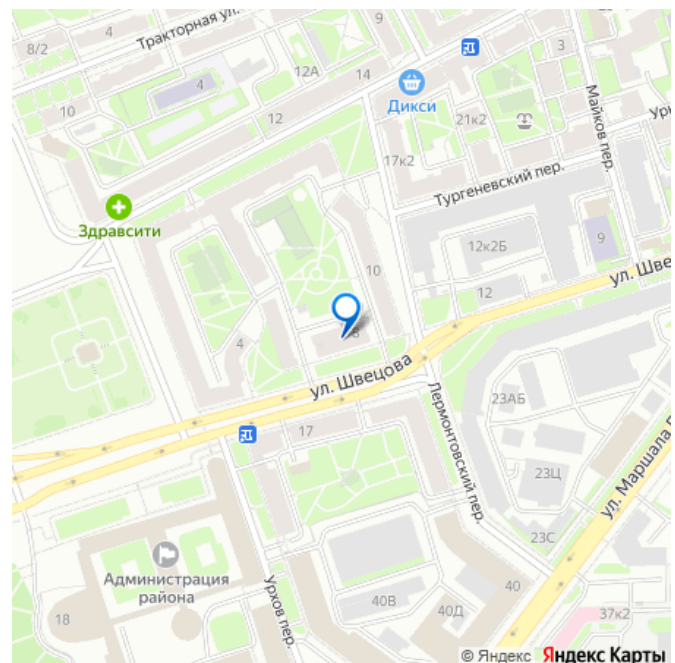 9
3
8/2
Тракторная ул.
4
12А
14
Дикси
Майков пер.
10
12
21к2
17к2
Тургеневский пер.
Здравсити
10
12к2Б
9
12
ул. Шве
8
4
ул. Швецова
23АБ
17
Лермонтовский пер.
23Ц
ул. Маршала
23С
Администрация
района
Урхов пер.
40
18
40В
40Д
37к2
© Яндекс Яндекс Карты